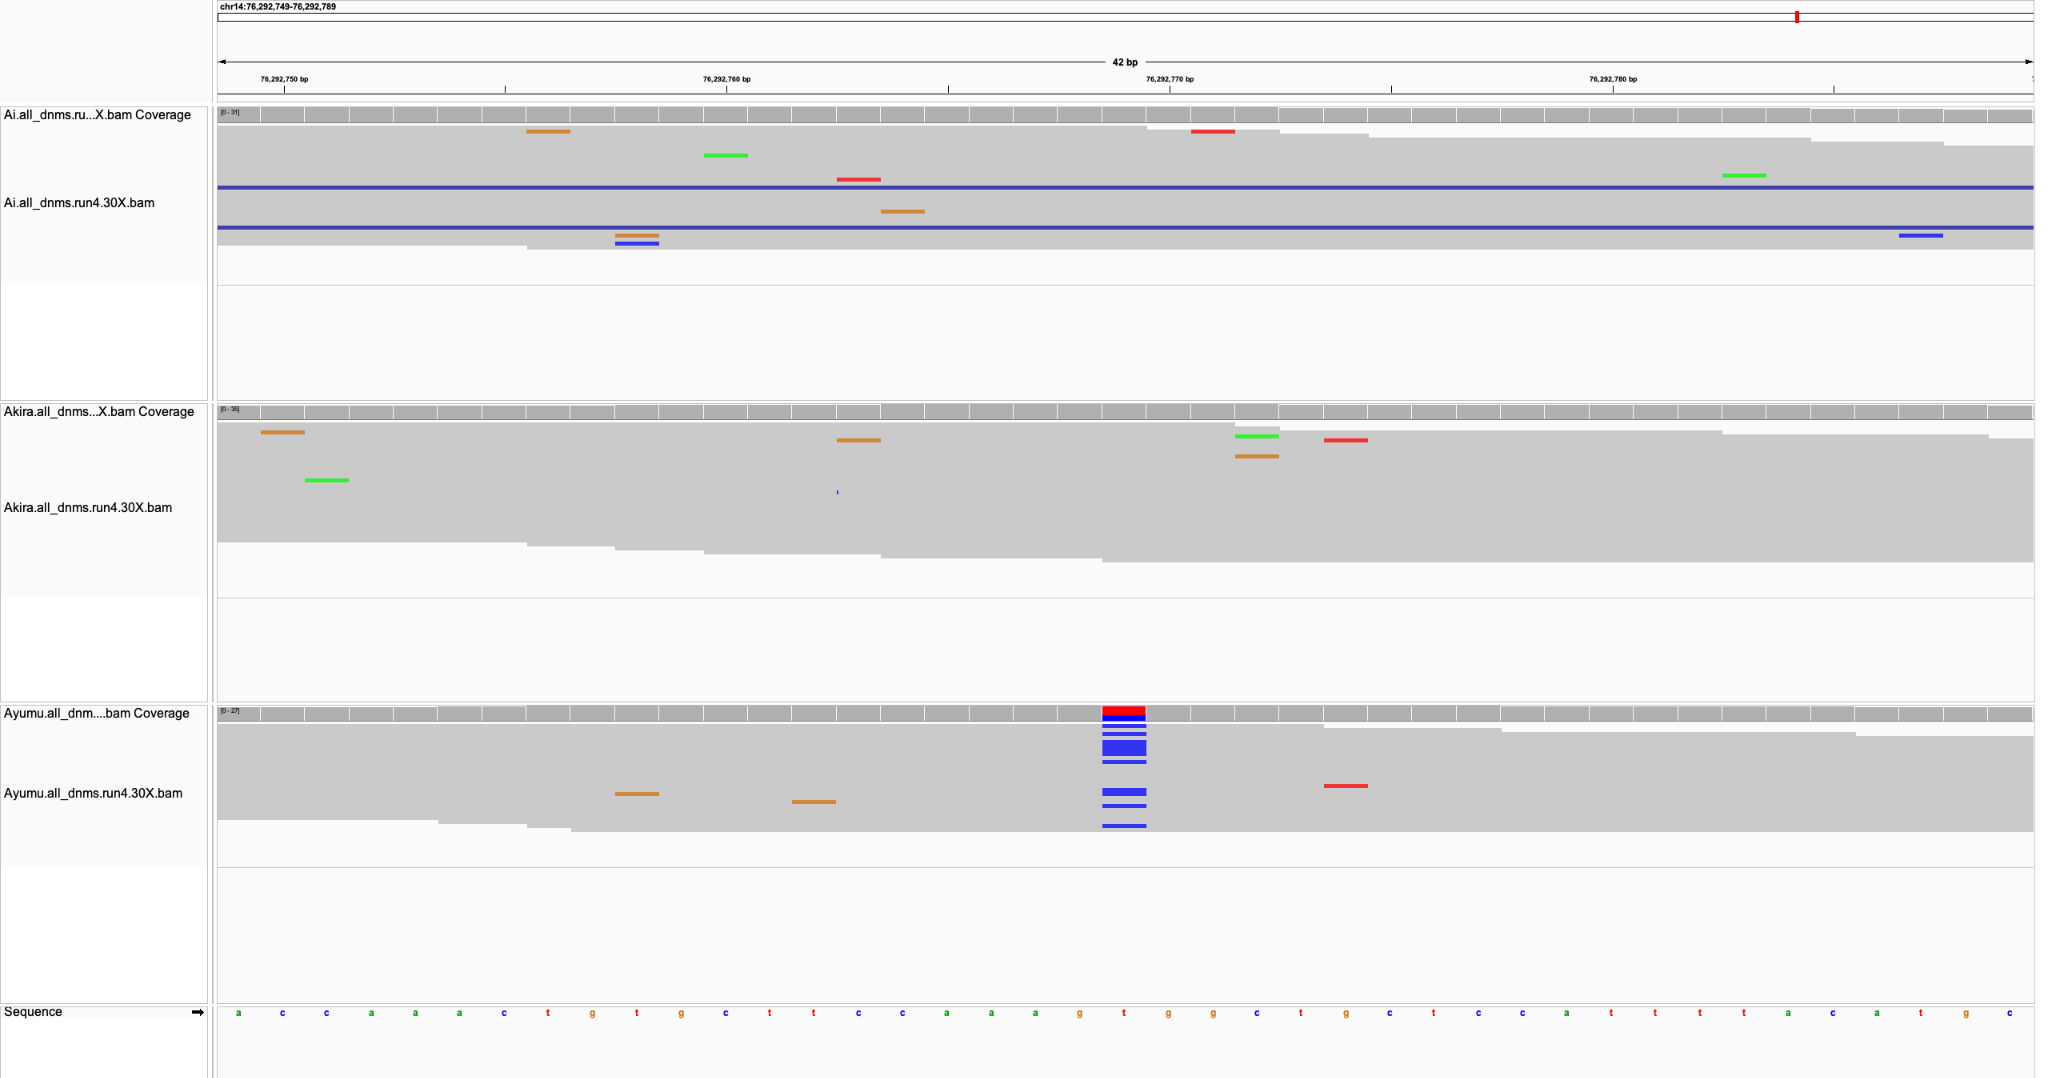 chr14:76,292,749-76,292,789
42 bp
76,292,750 bp 76,292,760 bp 76,292,770 bp 76,292,780 bp
Ai.all_dnms.ru...X.bam Coverage
[0 - 31]
Ai.all_dnms.run4.30X.bam
Akira.all_dnms...X.bam Coverage
[0 - 35]
Akira.all_dnms.run4.30X.bam
Ayumu.all_dnm....bam Coverage
[0 - 27]
Ayumu.all_dnms.run4.30X.bam
Sequence a c c a a a c t g t g c t t c c a a a g t g g c t g c t c c a t t t t a c a t g c